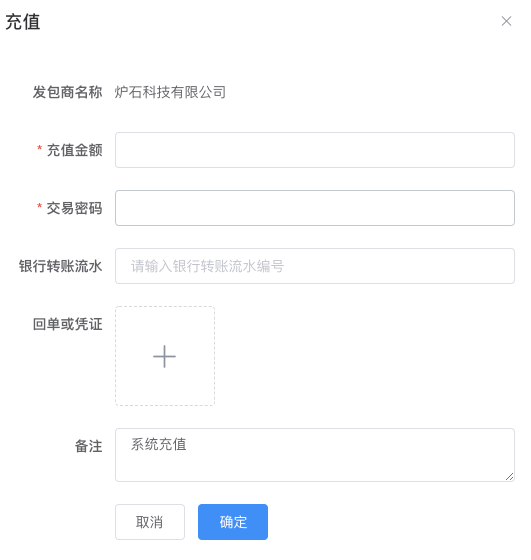 充值
发包商名称 炉石科技有限公司
* 充值金额
* 交易密码
银行转账流水 请输入银行转账流水编号
回单或凭证
备注 系统充值
取消 确定